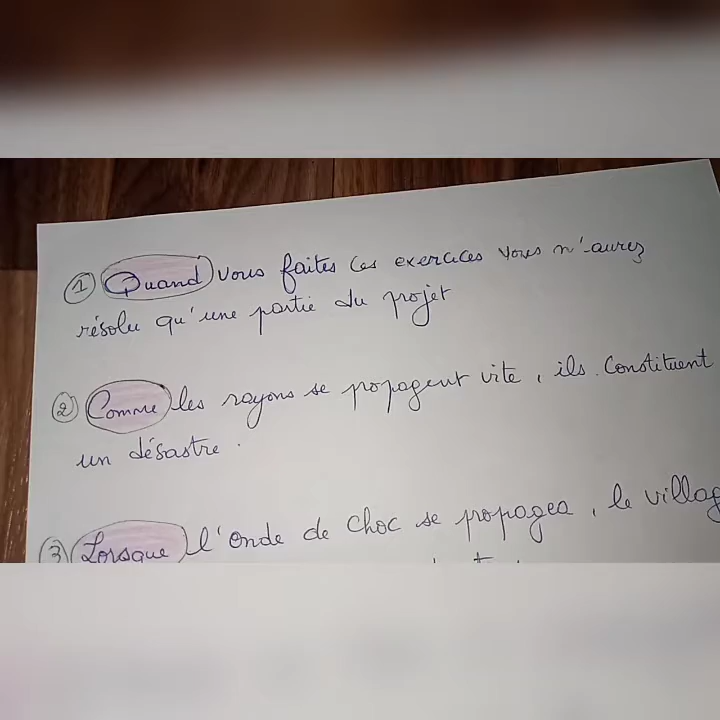 1 Quand vous faites ces exercices vous n'aurez
résolu qu'une partie du projet
2 Comme les rayons se propagent vite, ils constituent
un désastre.
3 Lorsque l'onde de choc se propagea, le villag